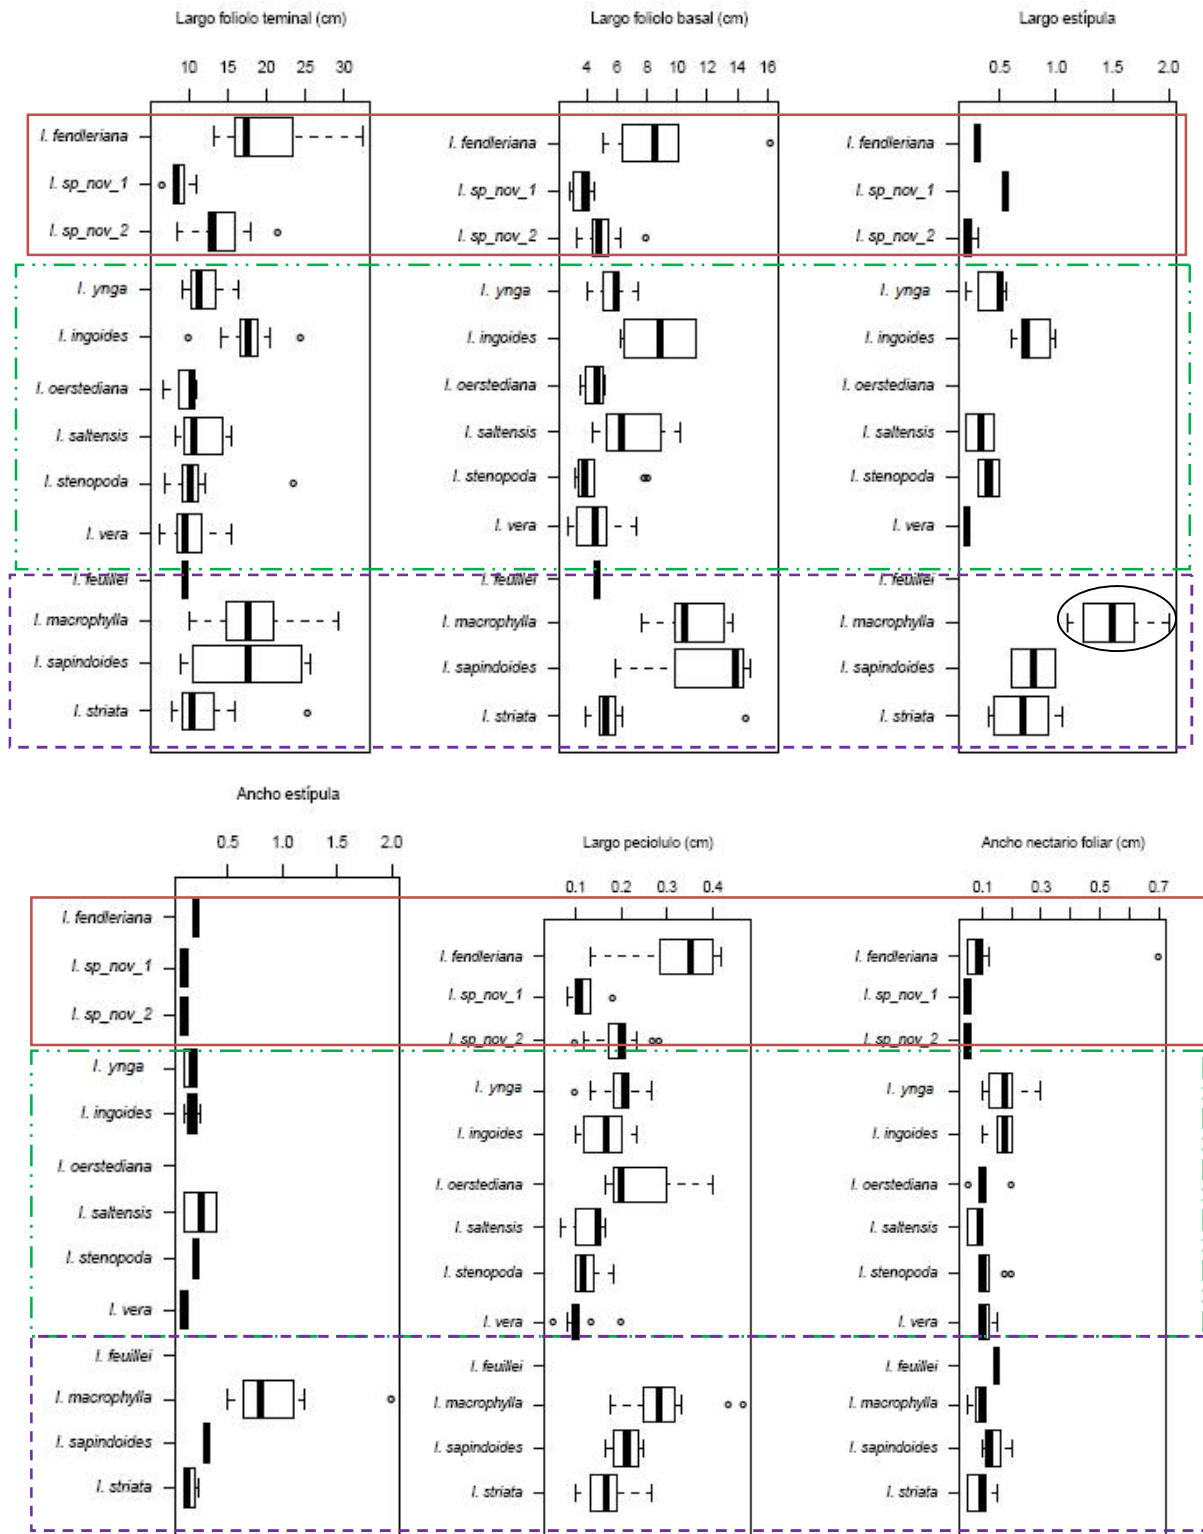 Largo foliolo teminal (cm)
10 15 20 25 30
I. fendleriana
I. sp_nov_1
I. sp_nov_2
I. ynga
I. ingoides
I. oerstediana
I. saltensis
I. stenopoda
I. vera
I. feuillei
I. macrophylla
I. sapindoides
I. striata
Largo foliolo basal (cm)
4 6 8 10 12 14 16
I. fendleriana
I. sp_nov_1
I. sp_nov_2
I. ynga
I. ingoides
I. oerstediana
I. saltensis
I. stenopoda
I. vera
I. feuillei
I. macrophylla
I. sapindoides
I. striata
Largo estípula
0.5 1.0 1.5 2.0
I. fendleriana
I. sp_nov_1
I. sp_nov_2
I. ynga
I. ingoides
I. oerstediana
I. saltensis
I. stenopoda
I. vera
I. feuillei
I. macrophylla
I. sapindoides
I. striata
Ancho estípula
0.5 1.0 1.5 2.0
I. fendleriana
I. sp_nov_1
I. sp_nov_2
I. ynga
I. ingoides
I. oerstediana
I. saltensis
I. stenopoda
I. vera
I. feuillei
I. macrophylla
I. sapindoides
I. striata
Largo peciolulo (cm)
0.1 0.2 0.3 0.4
I. fendleriana
I. sp_nov_1
I. sp_nov_2
I. ynga
I. ingoides
I. oerstediana
I. saltensis
I. stenopoda
I. vera
I. feuillei
I. macrophylla
I. sapindoides
I. striata
Ancho nectario foliar (cm)
0.1 0.3 0.5 0.7
I. fendleriana
I. sp_nov_1
I. sp_nov_2
I. ynga
I. ingoides
I. oerstediana
I. saltensis
I. stenopoda
I. vera
I. feuillei
I. macrophylla
I. sapindoides
I. striata